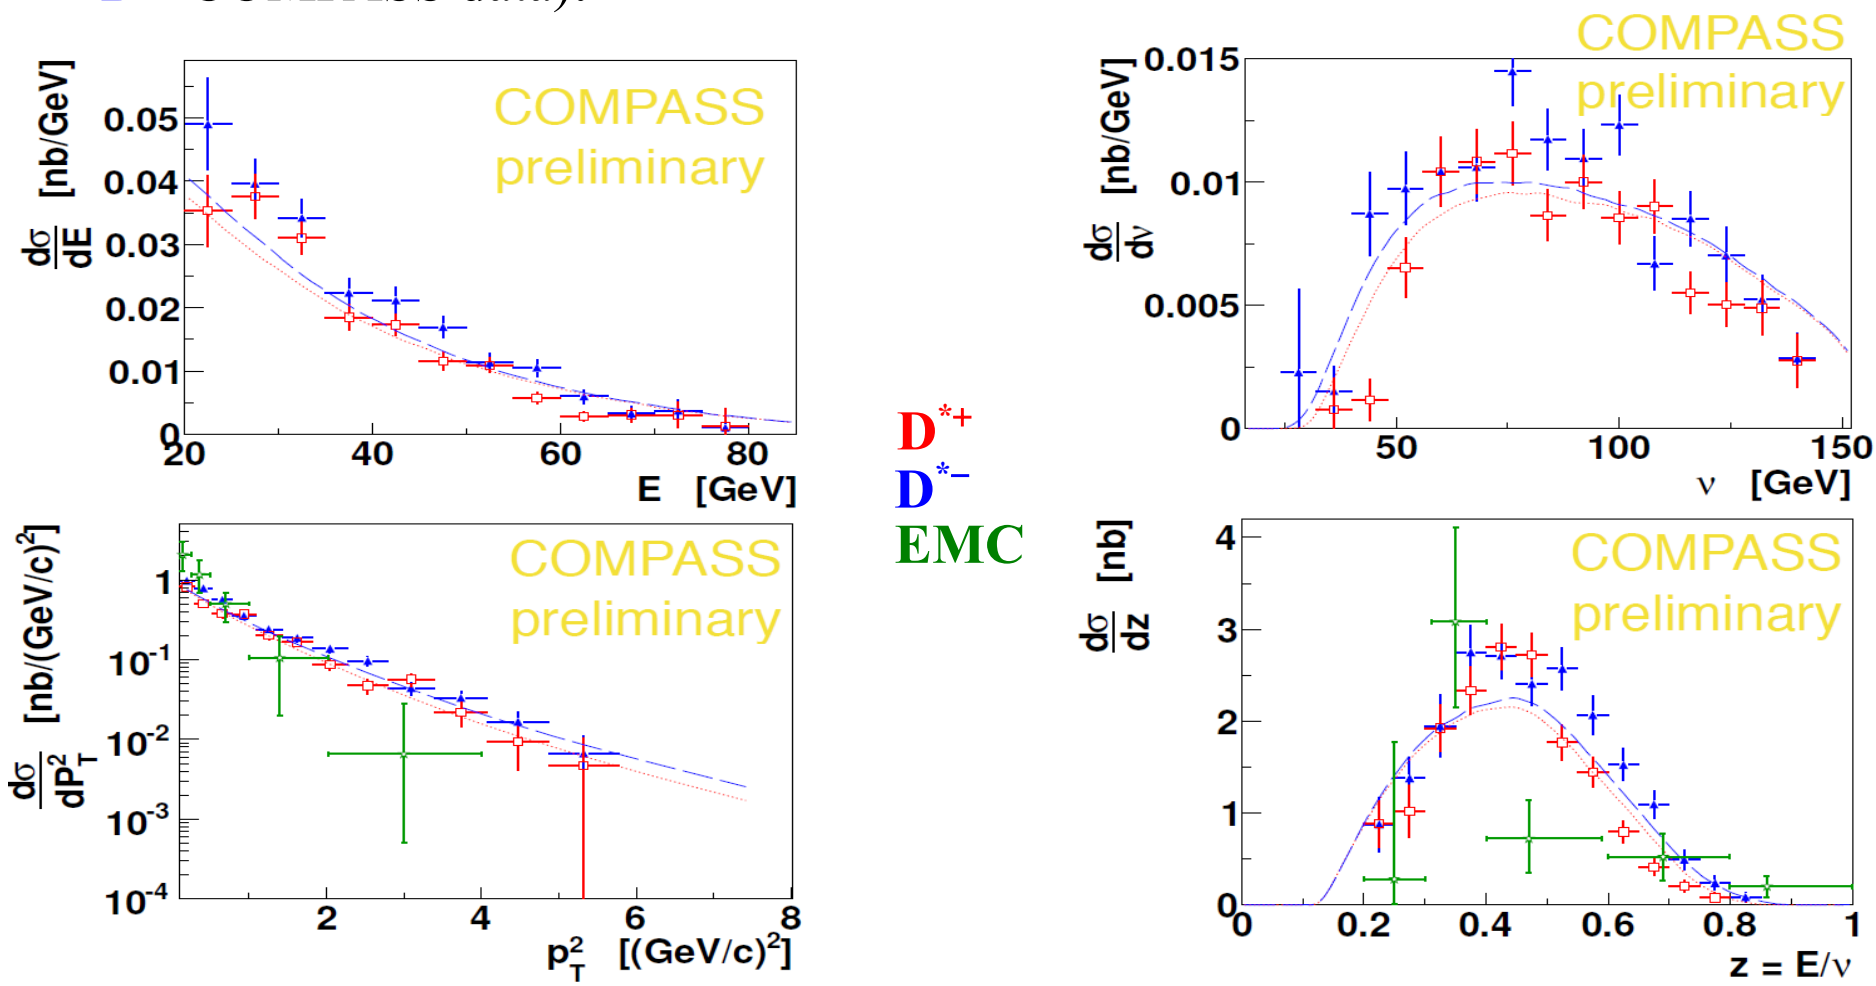 COMPASS
preliminary
dσ/dE [nb/GeV]
0.05
0.04
0.03
0.02
0.01
0
20 40 60 80
E [GeV]
COMPASS
preliminary
dσ/dν [nb/GeV]
0.015
0.01
0.005
0
50 100 150
ν [GeV]
D*+
D*−
EMC
COMPASS
preliminary
dσ/dP_T^2 [nb/(GeV/c)^2]
1
10^-1
10^-2
10^-3
10^-4
2 4 6 8
p_T^2 [(GeV/c)^2]
COMPASS
preliminary
dσ/dz [nb]
4
3
2
1
0
0 0.2 0.4 0.6 0.8 1
z = E/ν